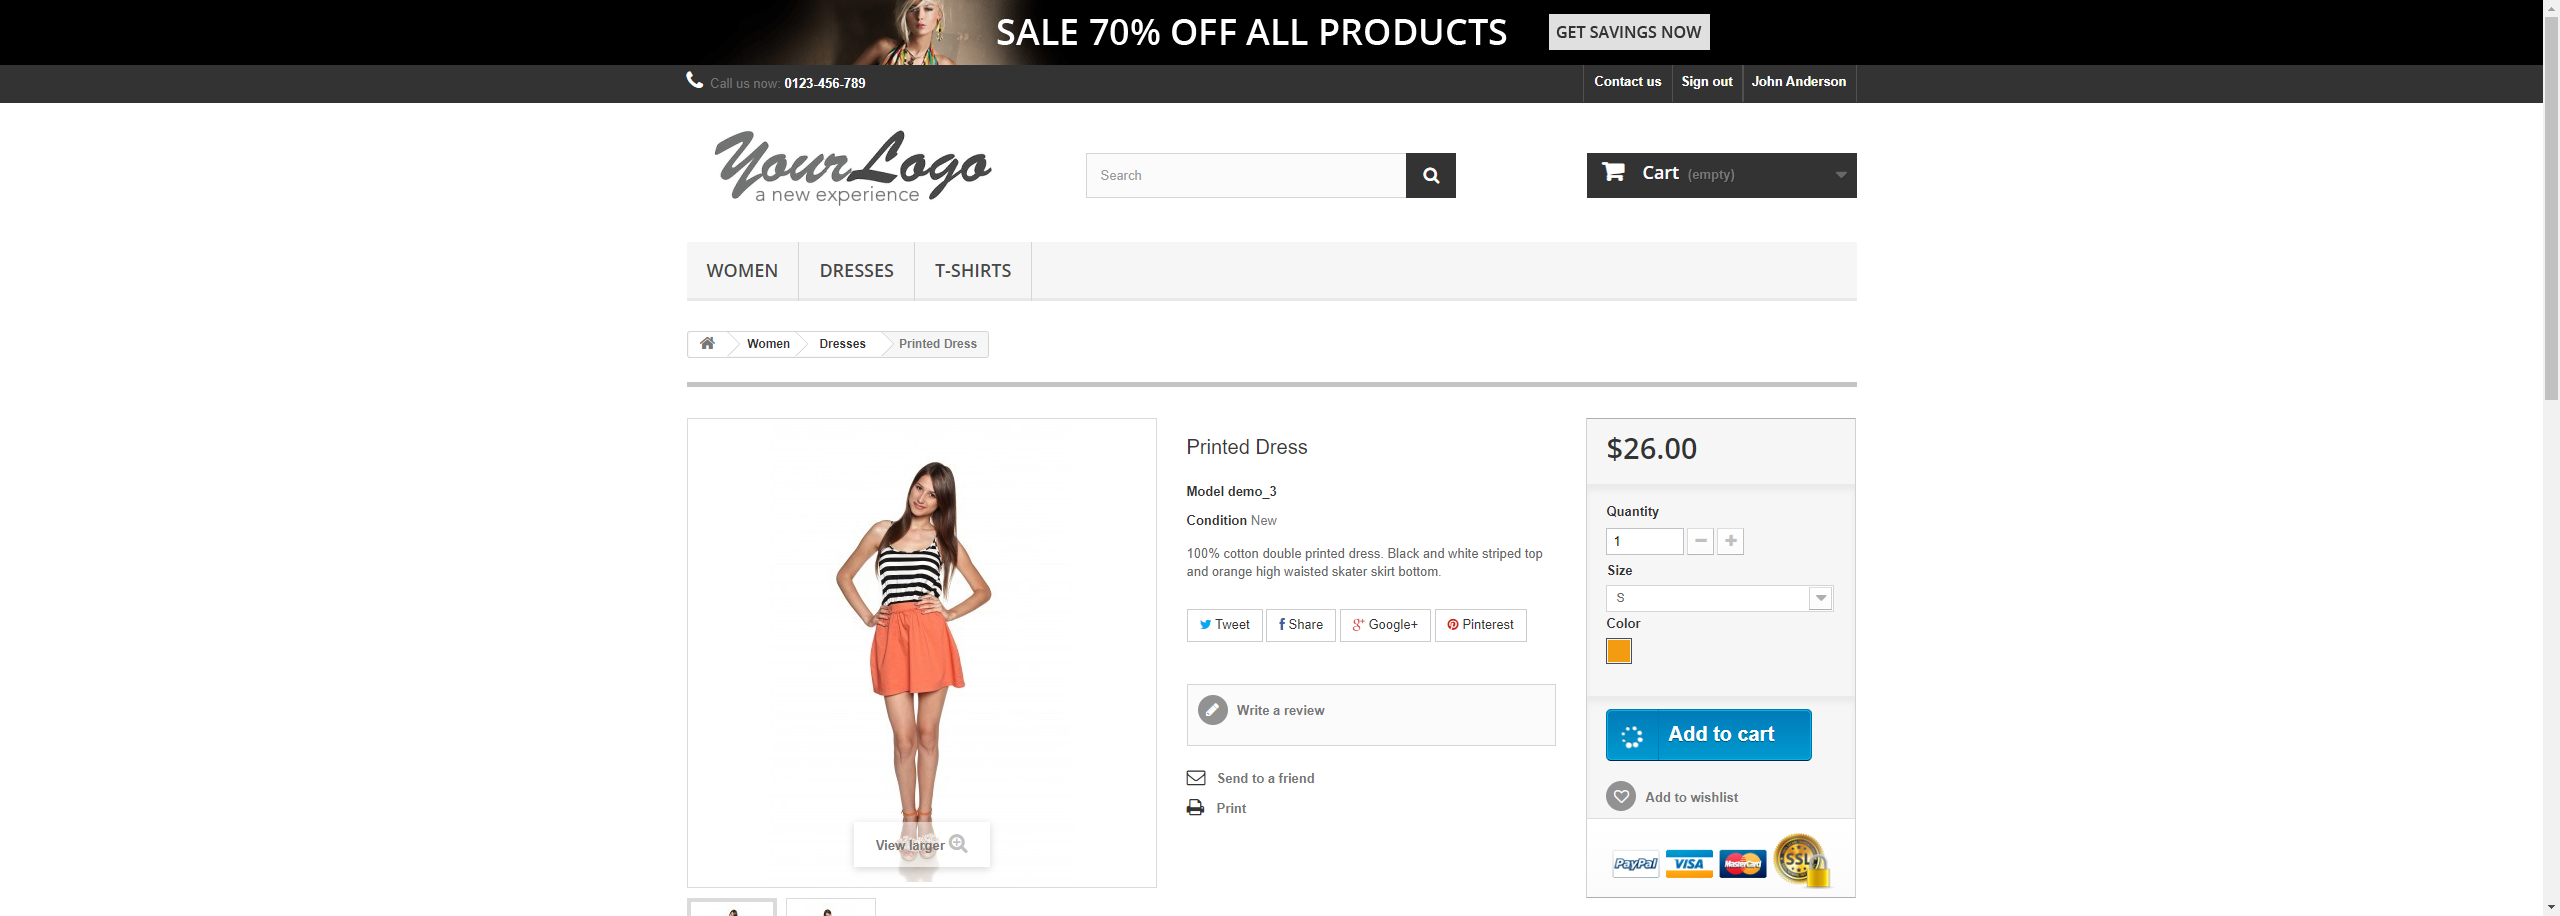 SALE 70% OFF ALL PRODUCTS GET SAVINGS NOW
Call us now: 0123-456-789
Contact us Sign out John Anderson
Your Logo
a new experience
Search
Cart (empty)
WOMEN DRESSES T-SHIRTS
Women Dresses Printed Dress
Printed Dress
Model demo_3
Condition New
100% cotton double printed dress. Black and white striped top
and orange high waisted skater skirt bottom.
Tweet Share Google+ Pinterest
Write a review
Send to a friend
Print
View larger
$26.00
Quantity
1
Size
S
Color
Add to cart
Add to wishlist
PayPal VISA MasterCard SSL